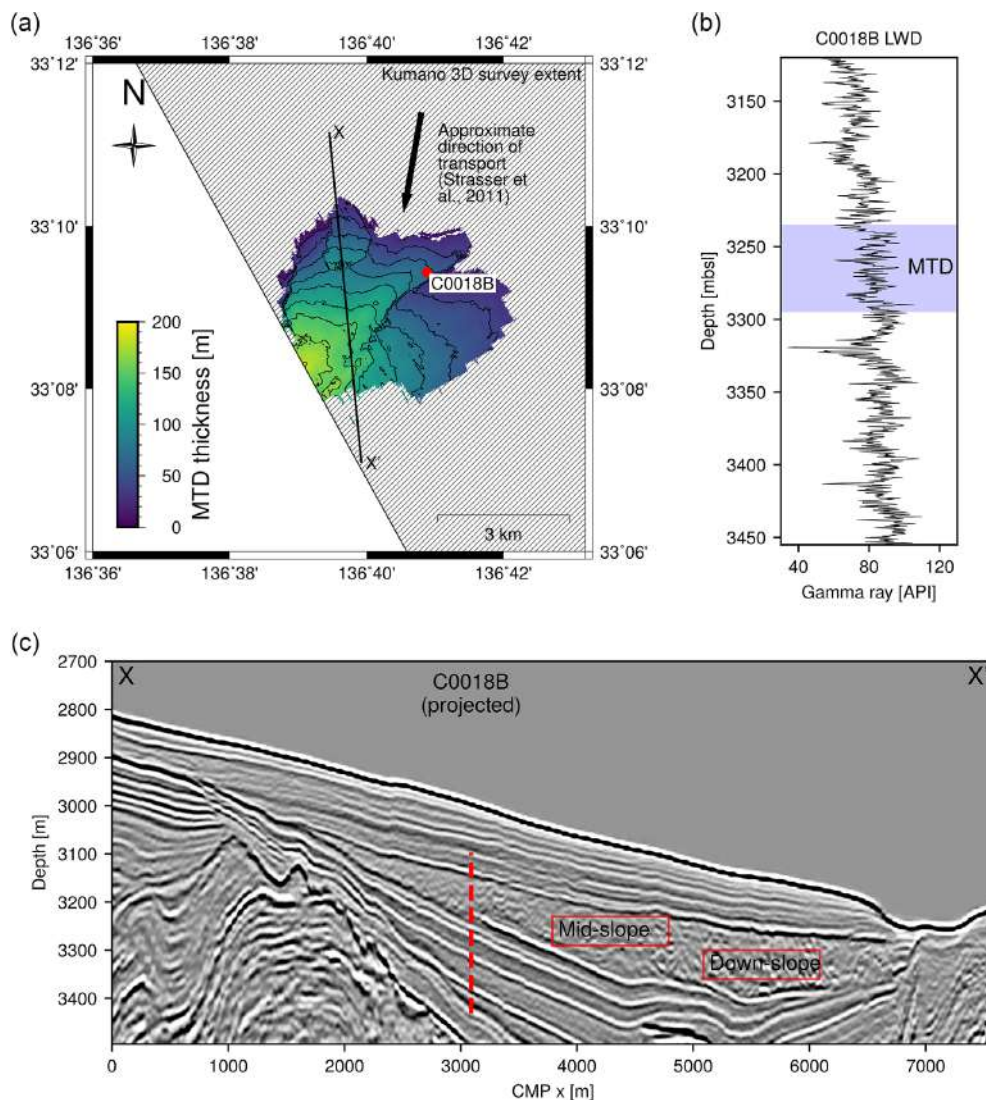 (a)
136˚36' 136˚38' 136˚40' 136˚42'
33˚12' 33˚12'
Kumano 3D survey extent
N
X
Approximate
direction of
transport
(Strasser et
al., 2011)
33˚10' 33˚10'
C0018B
200
150
100
50
0
MTD thickness [m]
33˚08' 33˚08'
X'
3 km
33˚06' 33˚06'
136˚36' 136˚38' 136˚40' 136˚42'
(b)
C0018B LWD
3150
3200
3250
MTD
3300
3350
3400
3450
Depth [mbsl]
40 80 120
Gamma ray [API]
(c)
2700
X X'
C0018B
(projected)
2800
2900
3000
3100
3200
3300
3400
Depth [m]
Mid-slope
Down-slope
0 1000 2000 3000 4000 5000 6000 7000
CMP x [m]